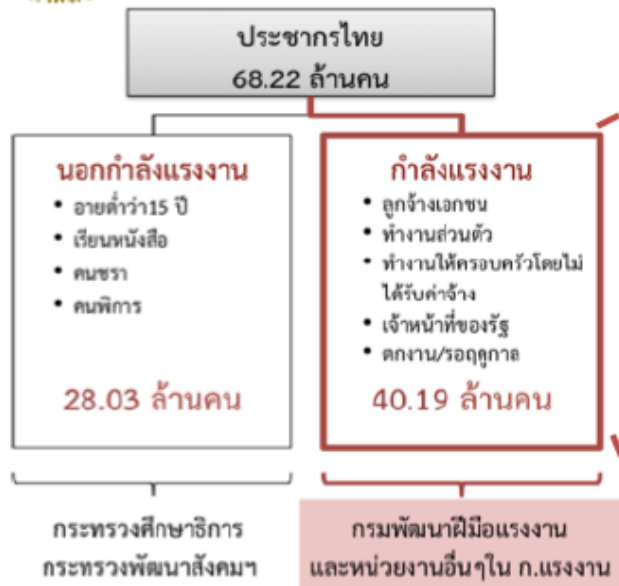 ประชากรไทย
68.22 ล้านคน
นอกกำลังแรงงาน
• อายุต่ำว่า15 ปี
• เรียนหนังสือ
• คนชรา
• คนพิการ
28.03 ล้านคน
กำลังแรงงาน
• ลูกจ้างเอกชน
• ทำงานส่วนตัว
• ทำงานให้ครอบครัวโดยไม่
ได้รับค่าจ้าง
• เจ้าหน้าที่ของรัฐ
• ตกงาน/รอฤดูกาล
40.19 ล้านคน
กระทรวงศึกษาธิการ
กระทรวงพัฒนาสังคมฯ
กรมพัฒนาฝีมือแรงงาน
และหน่วยงานอื่นๆใน ก.แรงงาน